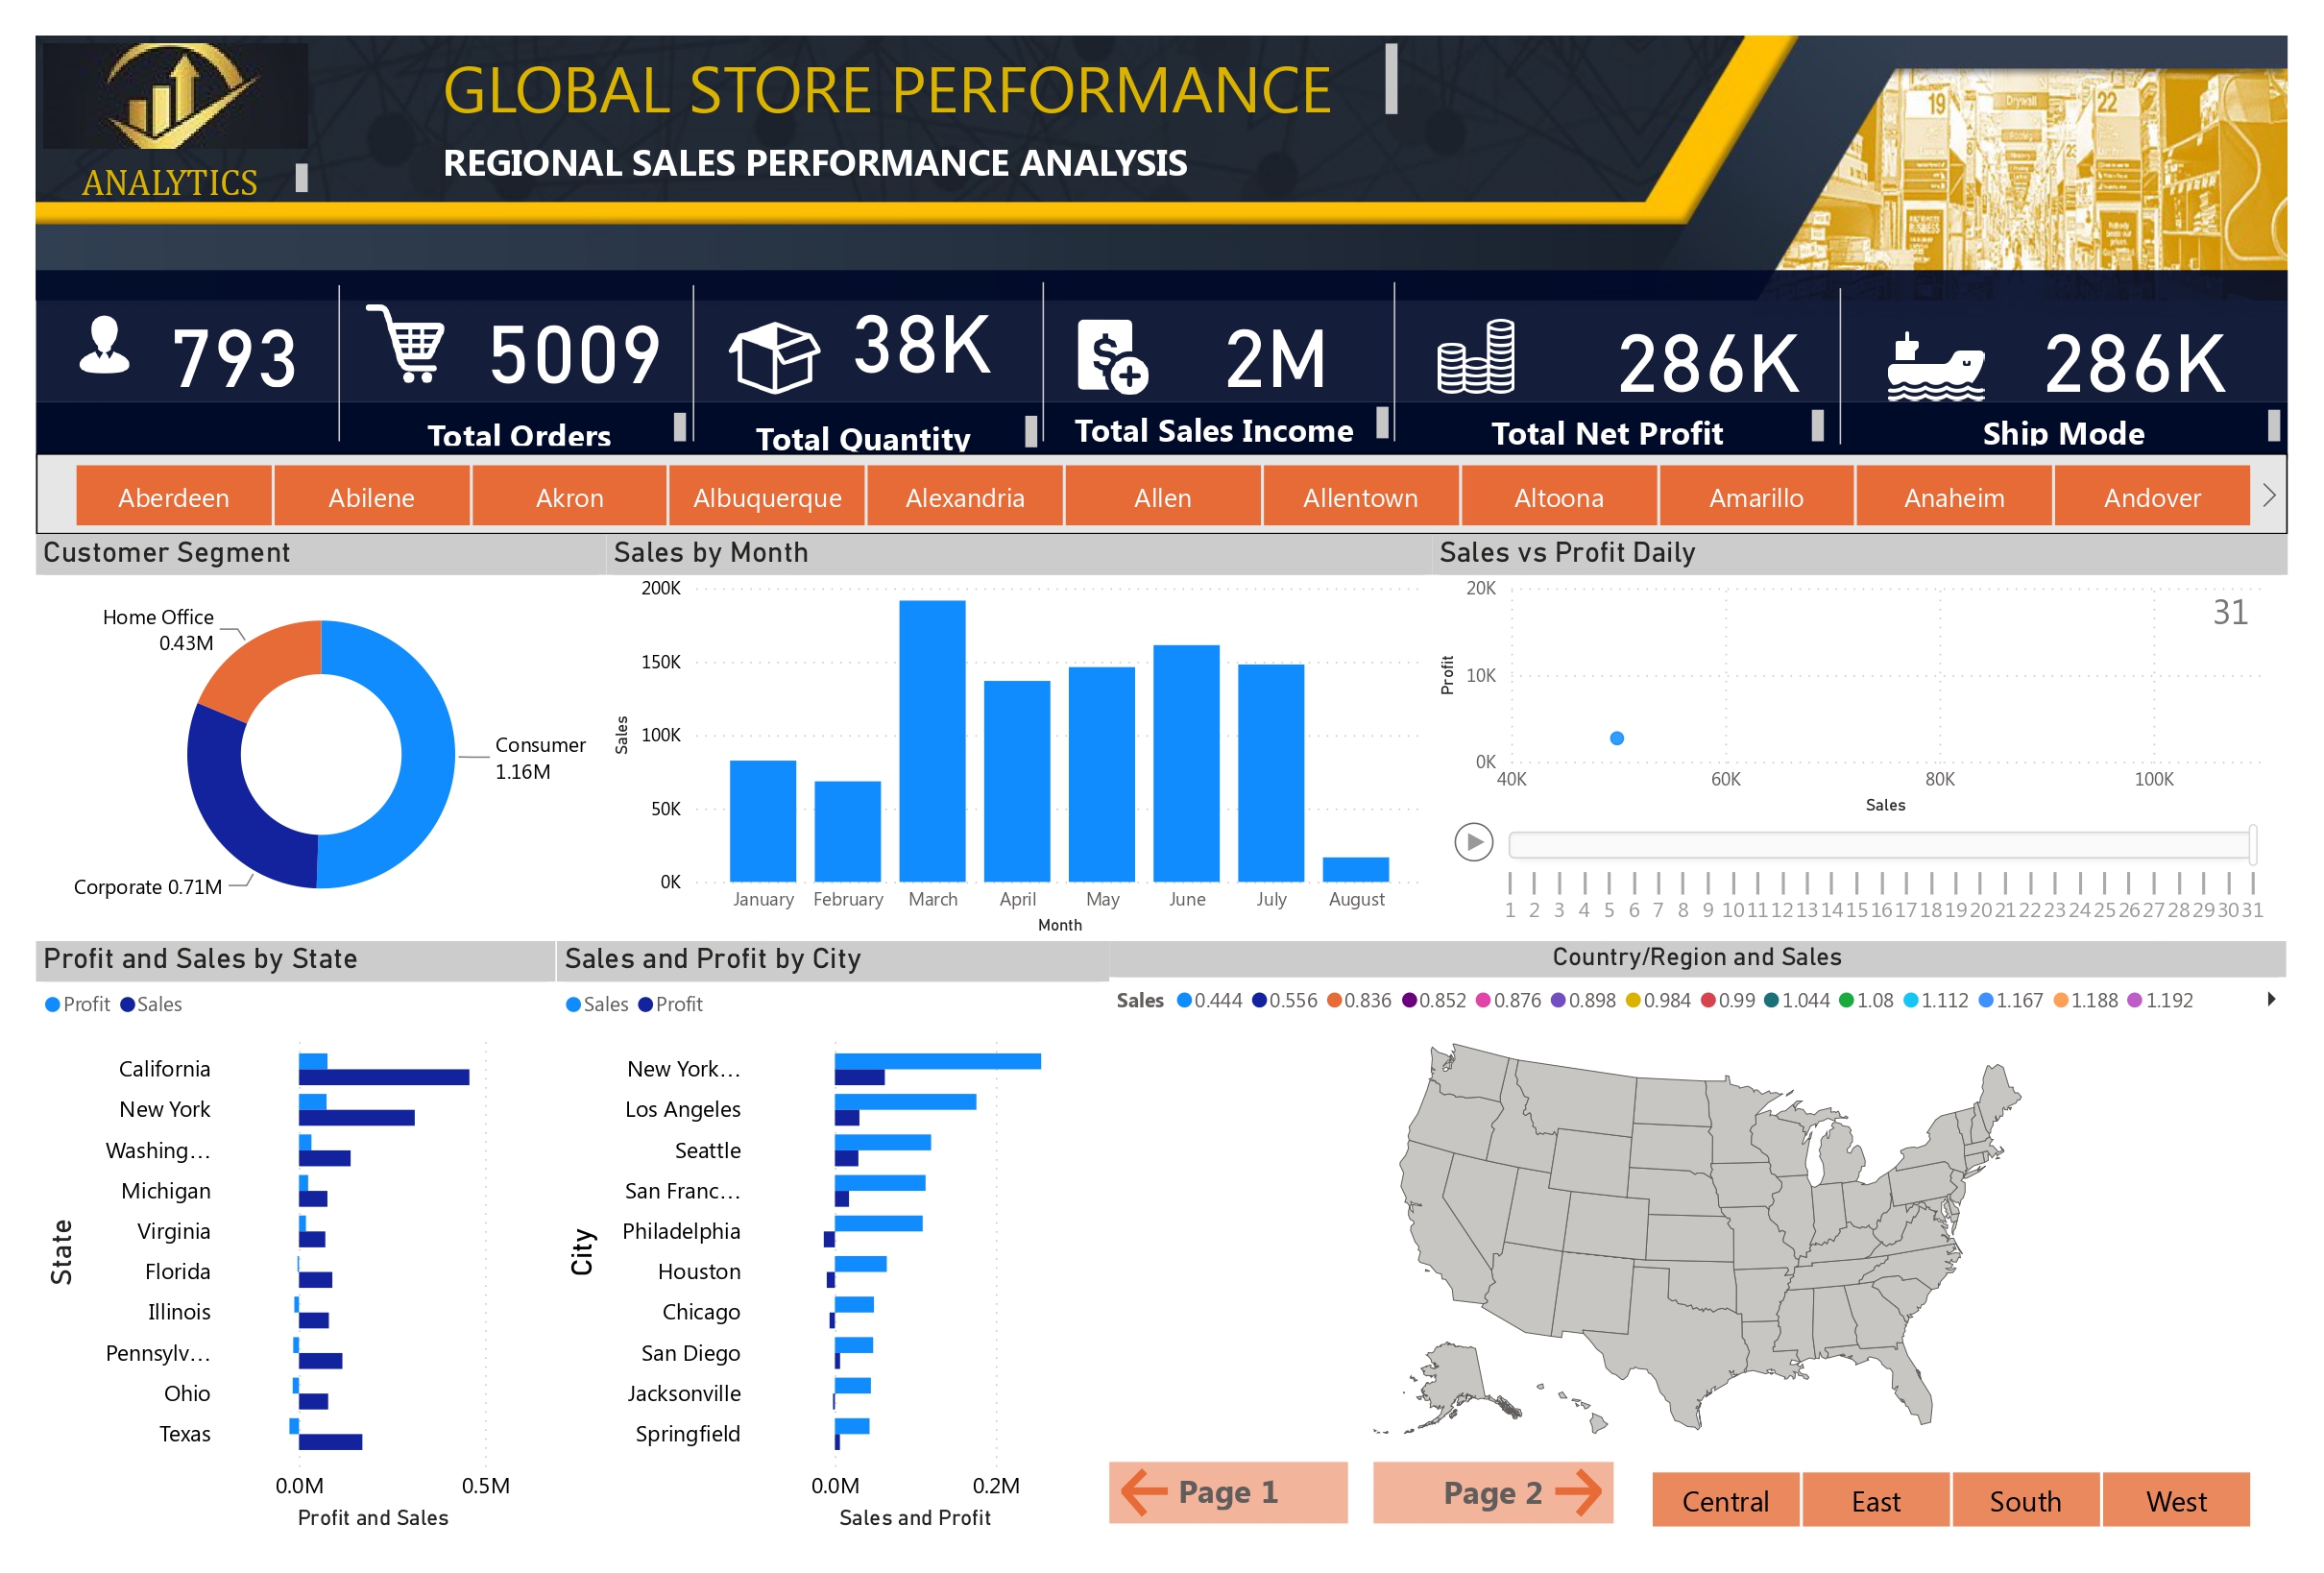 GLOBAL STORE PERFORMANCE
REGIONAL SALES PERFORMANCE ANALYSIS
ANALYTICS
19
Drywall
22
793
5009
38K
2M
286K
286K
Total Orders
Total Quantity
Total Sales Income
Total Net Profit
Ship Mode
Aberdeen
Abilene
Akron
Albuquerque
Alexandria
Allen
Allentown
Altoona
Amarillo
Anaheim
Andover
Customer Segment
Home Office
0.43M
Consumer
1.16M
Corporate 0.71M
Sales by Month
Sales
200K
150K
100K
50K
0K
January
February
March
April
May
June
July
August
Month
Sales vs Profit Daily
31
Profit
20K
10K
0K
40K
60K
80K
100K
Sales
1 2 3 4 5 6 7 8 9 10 11 12 13 14 15 16 17 18 19 20 21 22 23 24 25 26 27 28 29 30 31
Profit and Sales by State
Profit Sales
State
California
New York
Washing…
Michigan
Virginia
Florida
Illinois
Pennsylv…
Ohio
Texas
0.0M
0.5M
Profit and Sales
Sales and Profit by City
Sales Profit
City
New York…
Los Angeles
Seattle
San Franc…
Philadelphia
Houston
Chicago
San Diego
Jacksonville
Springfield
0.0M
0.2M
Sales and Profit
Country/Region and Sales
Sales 0.444 0.556 0.836 0.852 0.876 0.898 0.984 0.99 1.044 1.08 1.112 1.167 1.188 1.192
Page 1
Page 2
Central
East
South
West